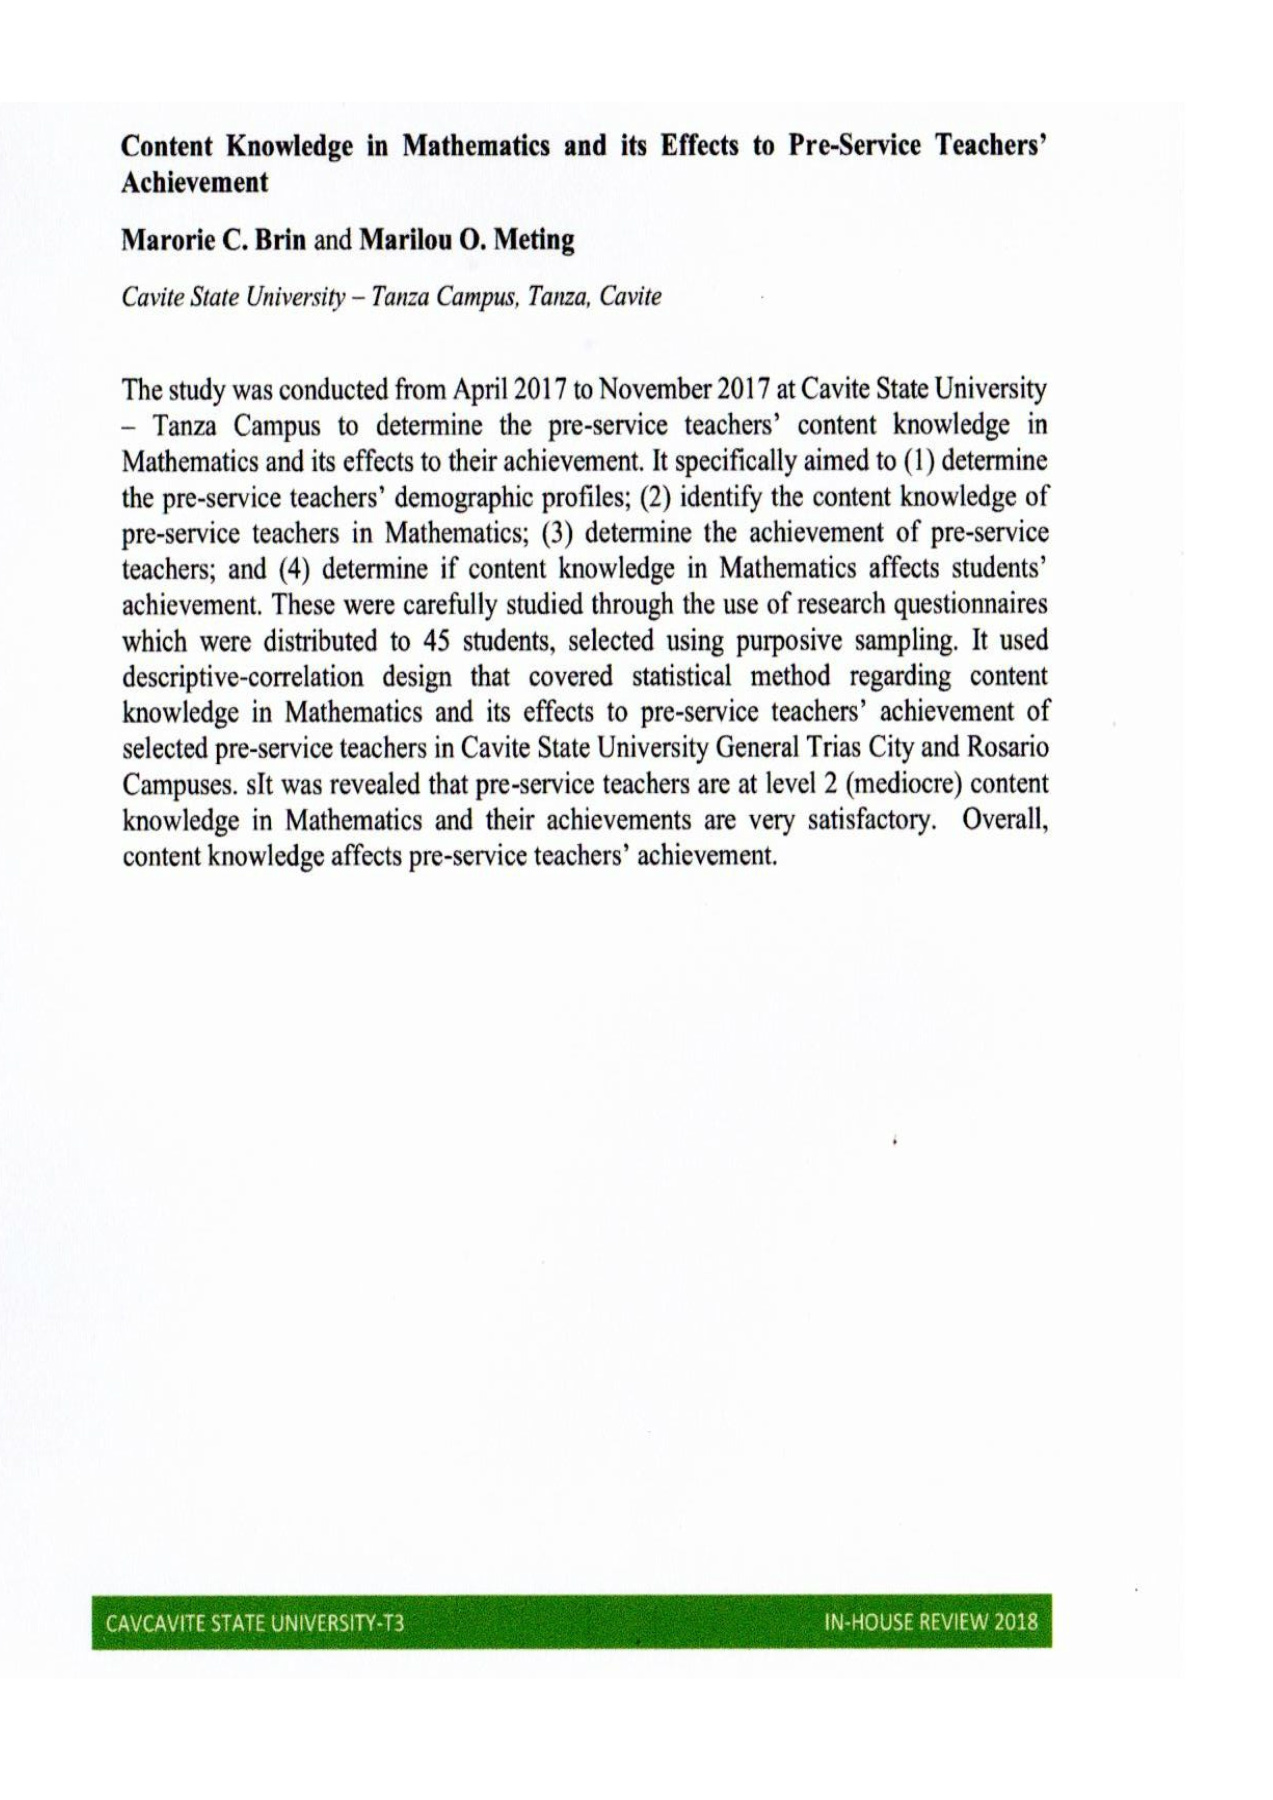 Content Knowledge in Mathematics and its Effects to Pre-Service Teachers’
Achievement
Marorie C. Brin and Marilou O. Meting
Cavite State University – Tanza Campus, Tanza, Cavite
The study was conducted from April 2017 to November 2017 at Cavite State University
– Tanza Campus to determine the pre-service teachers’ content knowledge in
Mathematics and its effects to their achievement. It specifically aimed to (1) determine
the pre-service teachers’ demographic profiles; (2) identify the content knowledge of
pre-service teachers in Mathematics; (3) determine the achievement of pre-service
teachers; and (4) determine if content knowledge in Mathematics affects students’
achievement. These were carefully studied through the use of research questionnaires
which were distributed to 45 students, selected using purposive sampling. It used
descriptive-correlation design that covered statistical method regarding content
knowledge in Mathematics and its effects to pre-service teachers’ achievement of
selected pre-service teachers in Cavite State University General Trias City and Rosario
Campuses. sIt was revealed that pre-service teachers are at level 2 (mediocre) content
knowledge in Mathematics and their achievements are very satisfactory. Overall,
content knowledge affects pre-service teachers’ achievement.
CAVCAVITE STATE UNIVERSITY-T3 IN-HOUSE REVIEW 2018